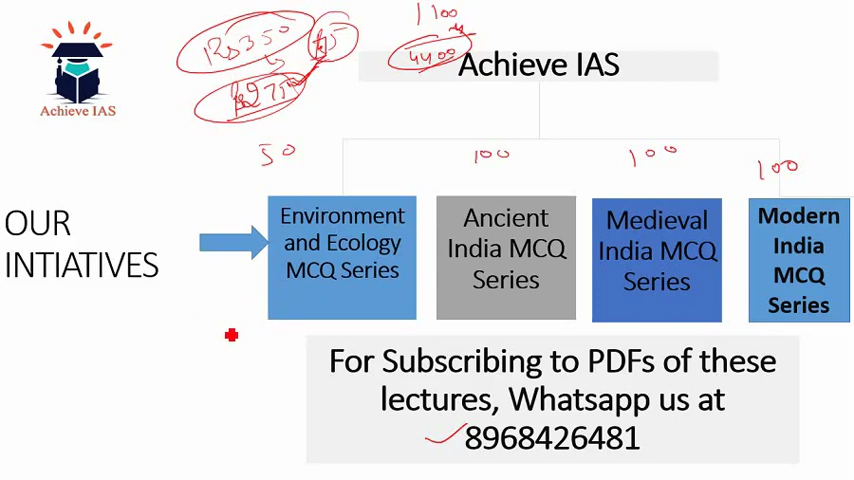 1100
Rs 350
4400
Achieve IAS
Achieve IAS
50
100
100
100
OUR
INTIATIVES
Environment
and Ecology
MCQ Series
Ancient
India MCQ
Series
Medieval
India MCQ
Series
Modern
India
MCQ
Series
For Subscribing to PDFs of these
lectures, Whatsapp us at
8968426481